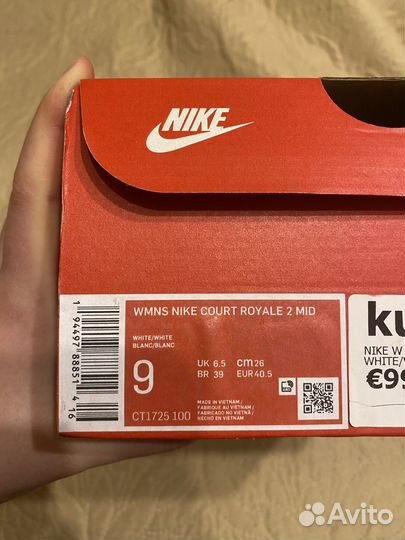 NIKE
WMNS NIKE COURT ROYALE 2 MID
WHITE/WHITE
BLANC/BLANC
9
UK 6.5 cm 26
BR 39 EUR 40.5
CT1725 100
MADE IN VIETNAM /
FABRIQUÉ AU VIETNAM /
FABRICADO NO VIETNÃ /
HECHO EN VIETNAM
1 94497 88851 4 16
ku
NIKE W
WHITE/
€99
Avito